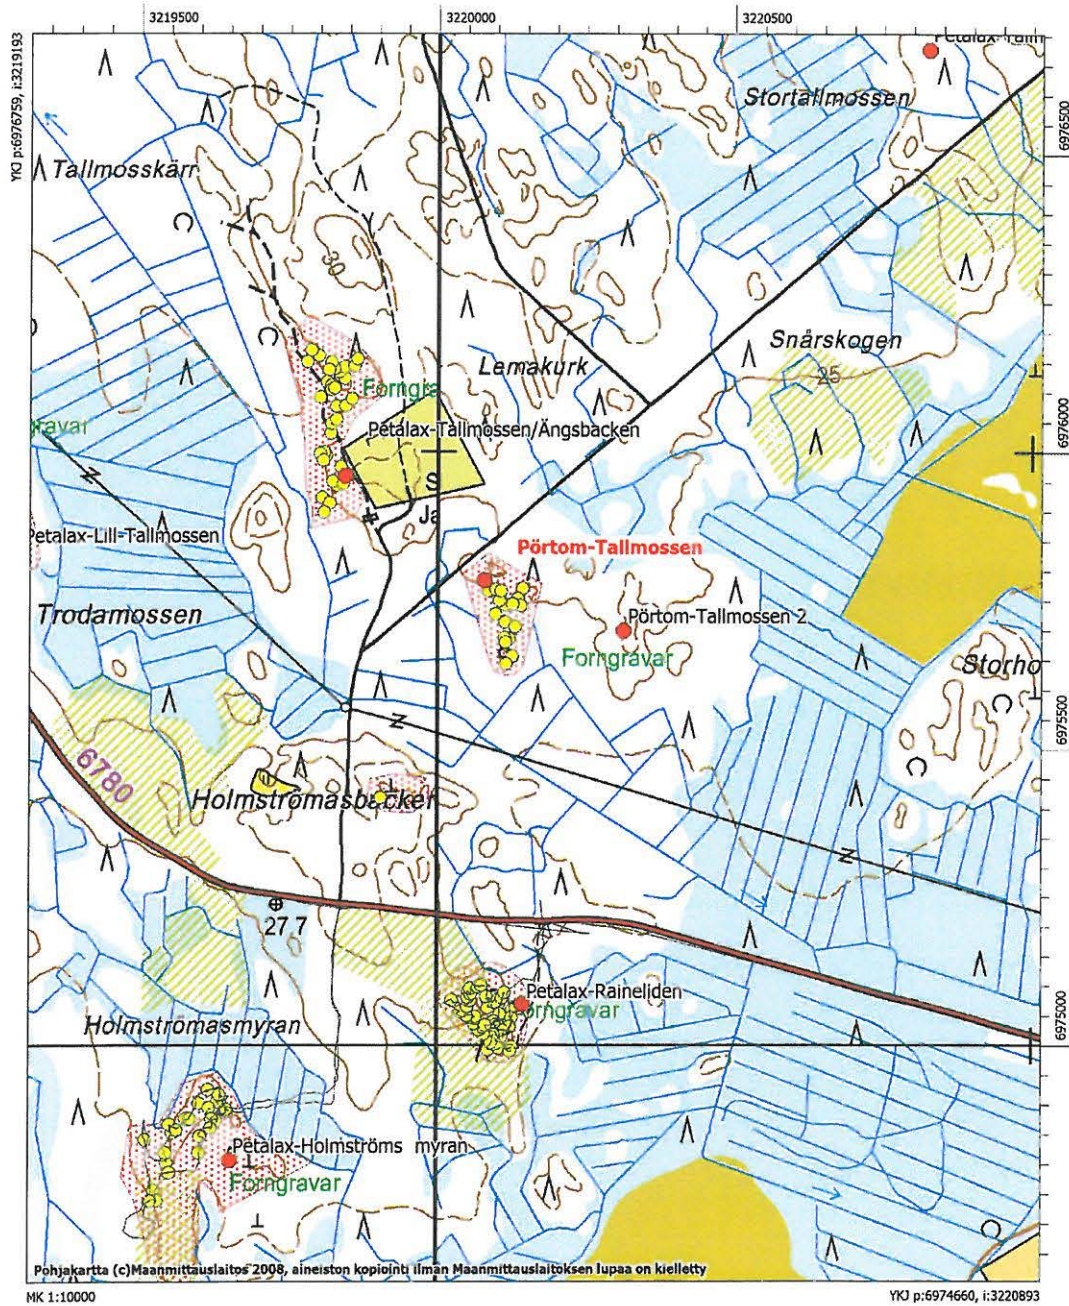 3219500
3220000
3220500
YKJ p:6976759, i:3219193
Stortallmossen
6976500
Tallmosskärr
30
Snårskogen
Lemakurk
25
Forngra
Petalax-Tallmossen/Ängsbacken
6976000
S
Ja
Petalax-Lill-Tallmossen
Pörtom-Tallmossen
Trodamossen
Pörtom-Tallmossen 2
Forngravar
Storho
6975500
6780
Holmströmasbacken
27.7
Petalax-Raineliden
orngravar
6975000
Holmströmasmyran
Petalax-Holmströms myran
Forngravar
Pohjakartta (c)Maanmittauslaitos 2008, aineiston kopiointi ilman Maanmittauslaitoksen lupaa on kielletty
MK 1:10000
YKJ p:6974660, i:3220893